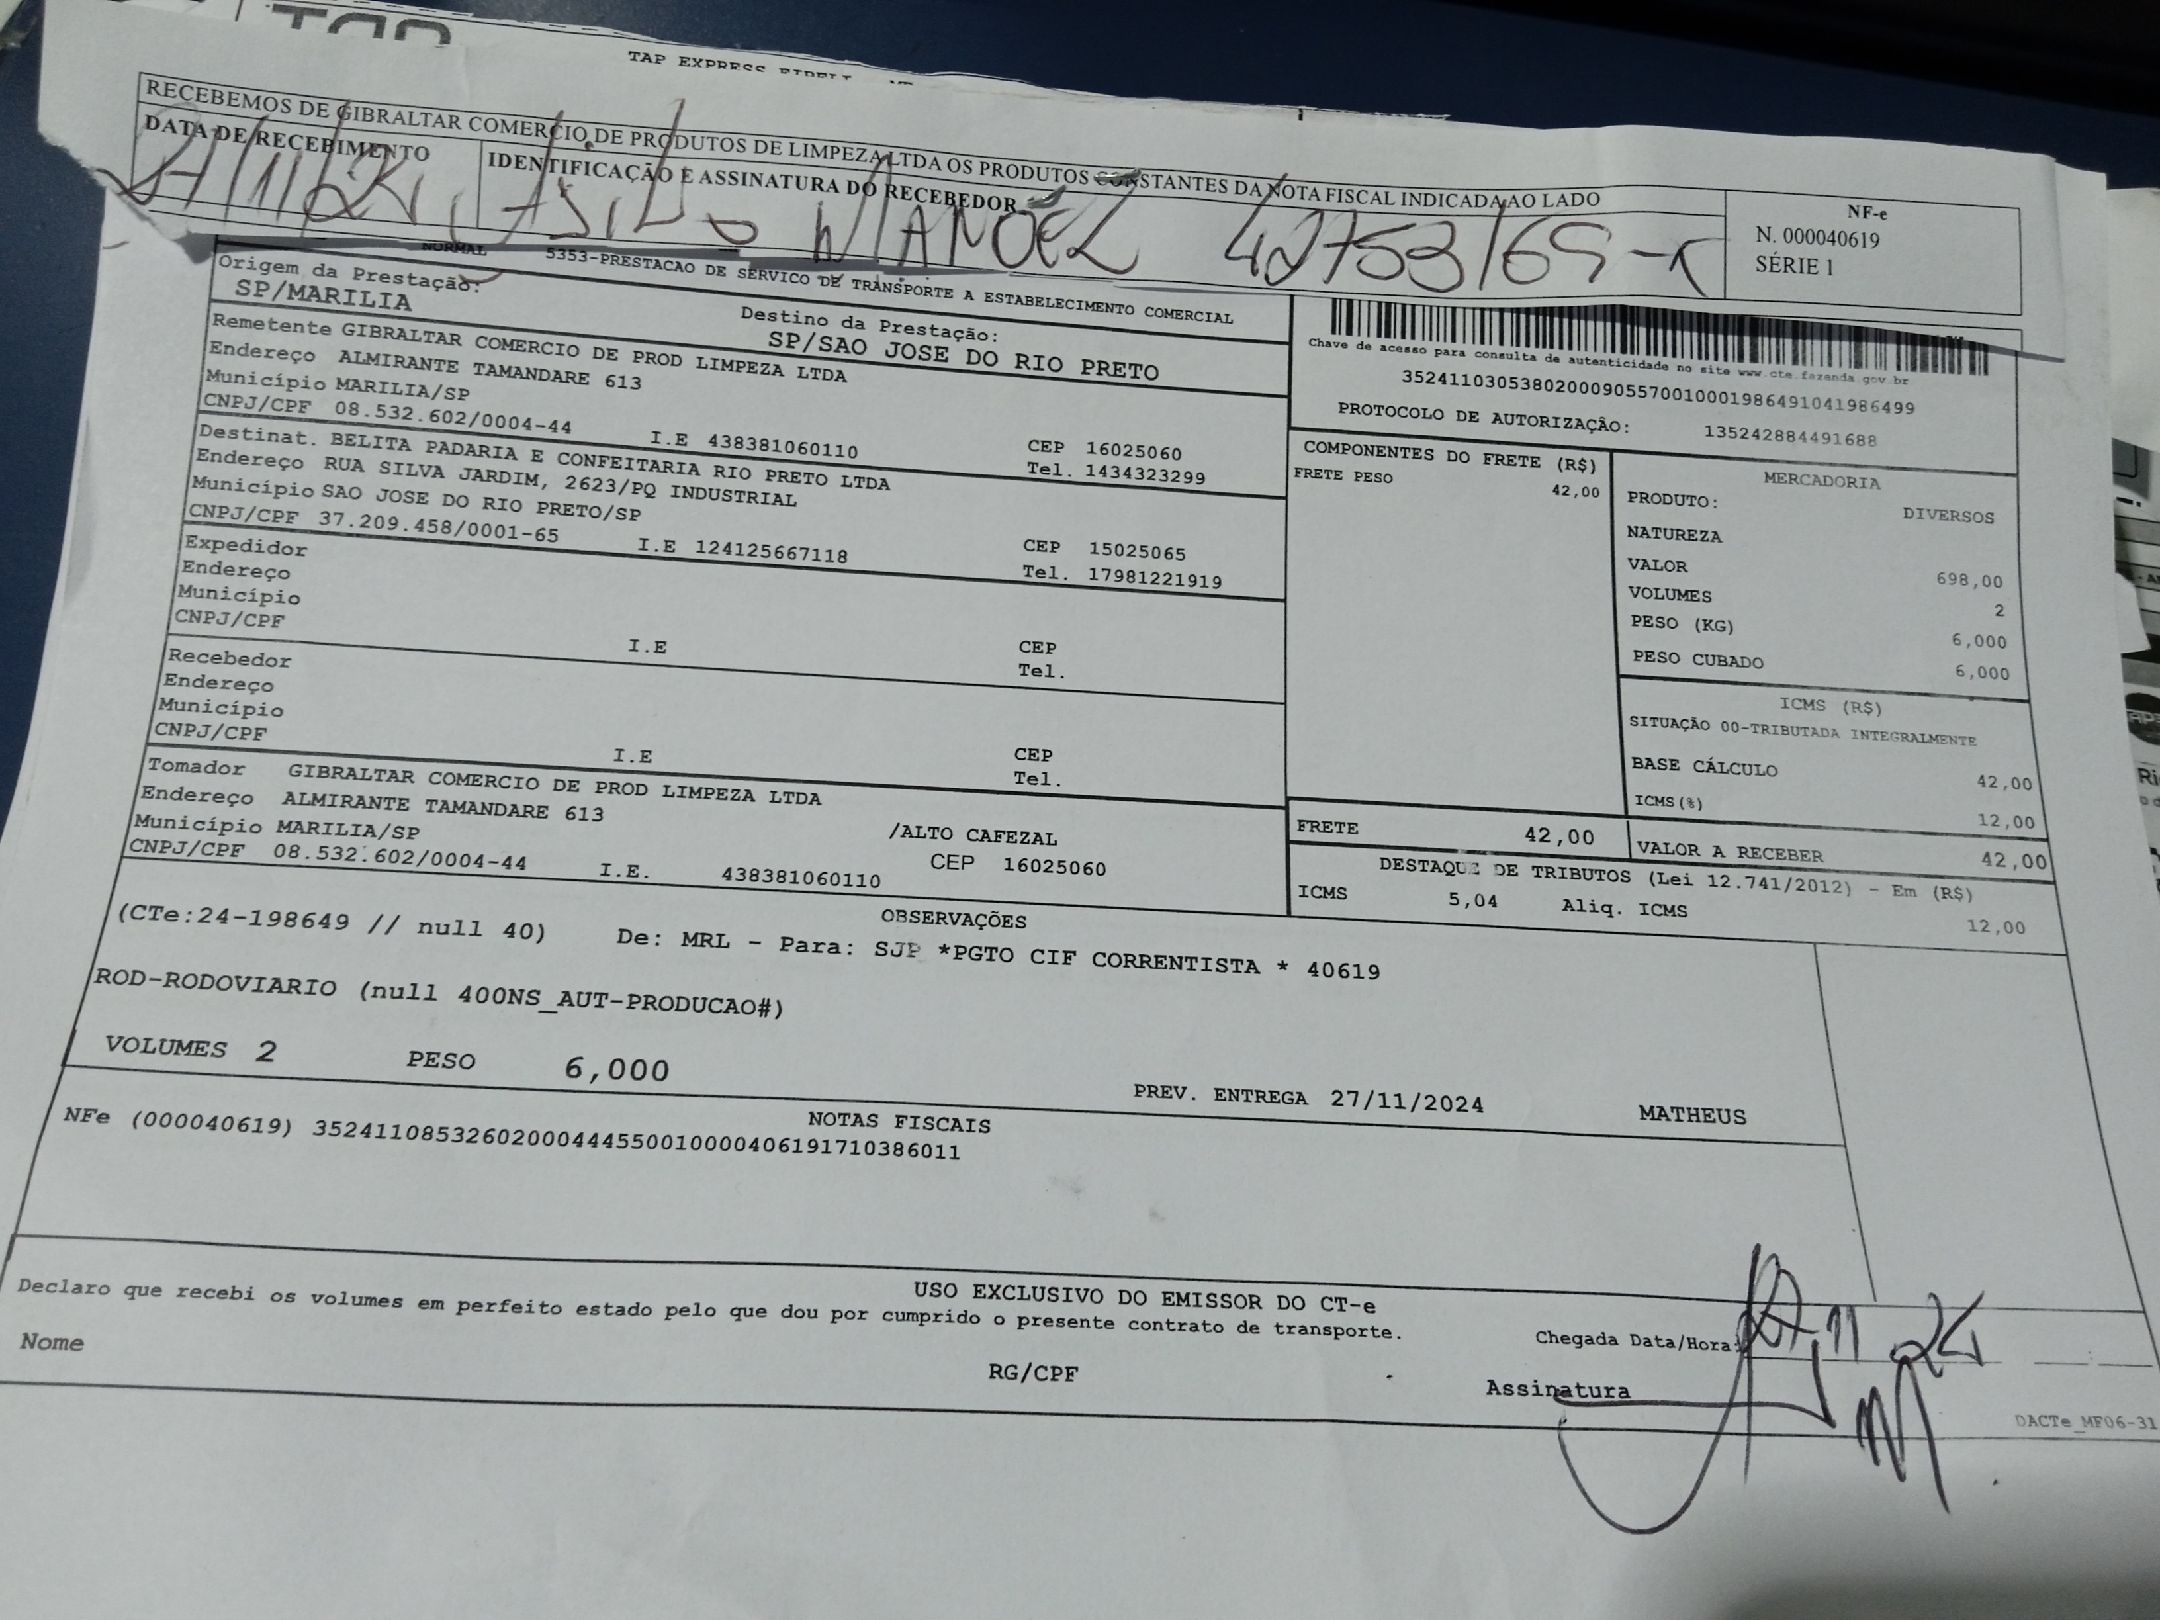 TAP
TAP EXPRESS EIRELI
RECEBEMOS DE GIBRALTAR COMERCIO DE PRODUTOS DE LIMPEZA LTDA OS PRODUTOS CONSTANTES DA NOTA FISCAL INDICADA AO LADO
DATA DE RECEBIMENTO
IDENTIFICAÇÃO E ASSINATURA DO RECEBEDOR
NF-e
N. 000040619
SÉRIE 1
MANOEL
NORMAL 5353-PRESTACAO DE SERVICO DE TRANSPORTE A ESTABELECIMENTO COMERCIAL
Origem da Prestação:
SP/MARILIA
Destino da Prestação:
SP/SAO JOSE DO RIO PRETO
Remetente GIBRALTAR COMERCIO DE PROD LIMPEZA LTDA
Endereço ALMIRANTE TAMANDARE 613
Município MARILIA/SP
CNPJ/CPF 08.532.602/0004-44 I.E 438381060110 CEP 16025060
Tel. 1434323299
Destinat. BELITA PADARIA E CONFEITARIA RIO PRETO LTDA
Endereço RUA SILVA JARDIM, 2623/PQ INDUSTRIAL
Município SAO JOSE DO RIO PRETO/SP
CNPJ/CPF 37.209.458/0001-65 I.E 124125667118 CEP 15025065
Tel. 17981221919
Expedidor
Endereço
Município
CNPJ/CPF I.E CEP
Tel.
Recebedor
Endereço
Município
CNPJ/CPF I.E CEP
Tel.
Tomador GIBRALTAR COMERCIO DE PROD LIMPEZA LTDA
Endereço ALMIRANTE TAMANDARE 613 /ALTO CAFEZAL
Município MARILIA/SP CEP 16025060
CNPJ/CPF 08.532.602/0004-44 I.E. 438381060110
Chave de acesso para consulta de autenticidade no site www.cte.fazenda.gov.br
35241103053802000905570010001986491041986499
PROTOCOLO DE AUTORIZAÇÃO: 135242884491688
COMPONENTES DO FRETE (R$)
FRETE PESO 42,00
MERCADORIA
PRODUTO: DIVERSOS
NATUREZA
VALOR 698,00
VOLUMES 2
PESO (KG) 6,000
PESO CUBADO 6,000
ICMS (R$)
SITUAÇÃO 00-TRIBUTADA INTEGRALMENTE
BASE CÁLCULO 42,00
ICMS(%) 12,00
FRETE 42,00 VALOR A RECEBER 42,00
DESTAQUE DE TRIBUTOS (Lei 12.741/2012) - Em (R$)
ICMS 5,04 Aliq. ICMS 12,00
OBSERVAÇÕES
(CTe:24-198649 // null 40) De: MRL - Para: SJP *PGTO CIF CORRENTISTA * 40619
ROD-RODOVIARIO (null 400NS_AUT-PRODUCAO#)
VOLUMES 2 PESO 6,000 PREV. ENTREGA 27/11/2024 MATHEUS
NOTAS FISCAIS
NFe (000040619) 35241108532602000444550010000406191710386011
USO EXCLUSIVO DO EMISSOR DO CT-e
Declaro que recebi os volumes em perfeito estado pelo que dou por cumprido o presente contrato de transporte.
Chegada Data/Hora:
Nome RG/CPF Assinatura
DACTe_MF06-31